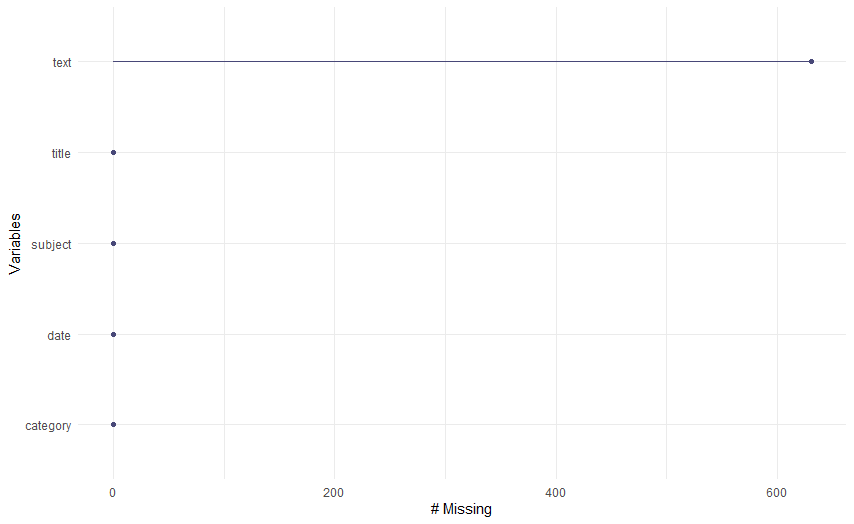 text
title
subject
date
category
Variables
0
200
400
600
# Missing